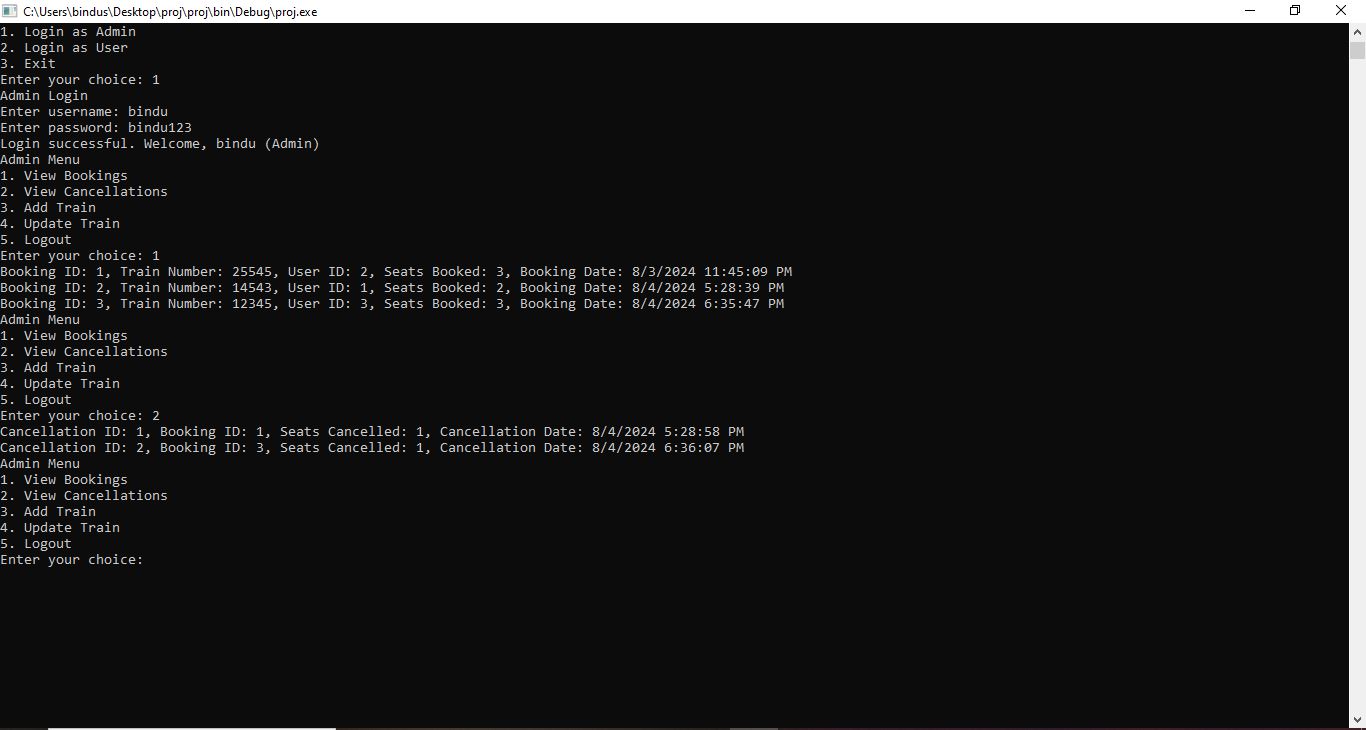 C:\Users\bindus\Desktop\proj\proj\bin\Debug\proj.exe
1. Login as Admin
2. Login as User
3. Exit
Enter your choice: 1
Admin Login
Enter username: bindu
Enter password: bindu123
Login successful. Welcome, bindu (Admin)
Admin Menu
1. View Bookings
2. View Cancellations
3. Add Train
4. Update Train
5. Logout
Enter your choice: 1
Booking ID: 1, Train Number: 25545, User ID: 2, Seats Booked: 3, Booking Date: 8/3/2024 11:45:09 PM
Booking ID: 2, Train Number: 14543, User ID: 1, Seats Booked: 2, Booking Date: 8/4/2024 5:28:39 PM
Booking ID: 3, Train Number: 12345, User ID: 3, Seats Booked: 3, Booking Date: 8/4/2024 6:35:47 PM
Admin Menu
1. View Bookings
2. View Cancellations
3. Add Train
4. Update Train
5. Logout
Enter your choice: 2
Cancellation ID: 1, Booking ID: 1, Seats Cancelled: 1, Cancellation Date: 8/4/2024 5:28:58 PM
Cancellation ID: 2, Booking ID: 3, Seats Cancelled: 1, Cancellation Date: 8/4/2024 6:36:07 PM
Admin Menu
1. View Bookings
2. View Cancellations
3. Add Train
4. Update Train
5. Logout
Enter your choice: